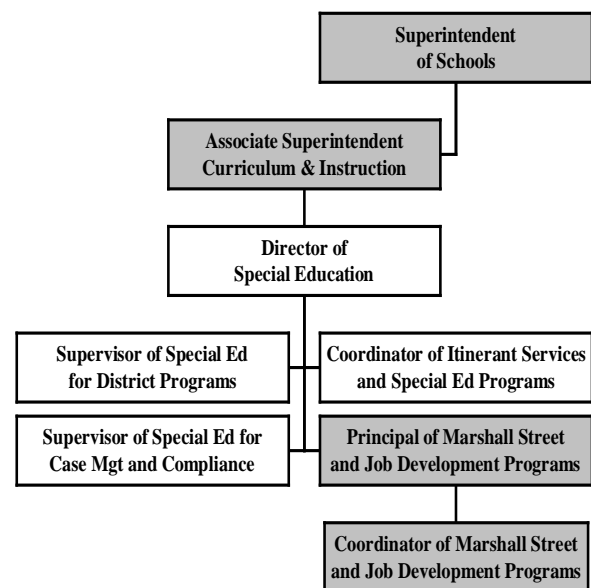 Superintendent
of Schools
Associate Superintendent
Curriculum & Instruction
Director of
Special Education
Supervisor of Special Ed
for District Programs
Coordinator of Itinerant Services
and Special Ed Programs
Supervisor of Special Ed for
Case Mgt and Compliance
Principal of Marshall Street
and Job Development Programs
Coordinator of Marshall Street
and Job Development Programs